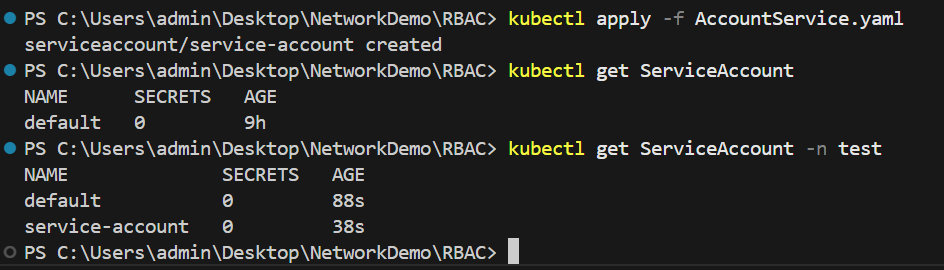 PS C:\Users\admin\Desktop\NetworkDemo\RBAC> kubectl apply -f AccountService.yaml
serviceaccount/service-account created
PS C:\Users\admin\Desktop\NetworkDemo\RBAC> kubectl get ServiceAccount
NAME      SECRETS   AGE
default   0         9h
PS C:\Users\admin\Desktop\NetworkDemo\RBAC> kubectl get ServiceAccount -n test
NAME              SECRETS   AGE
default           0         88s
service-account   0         38s
PS C:\Users\admin\Desktop\NetworkDemo\RBAC>